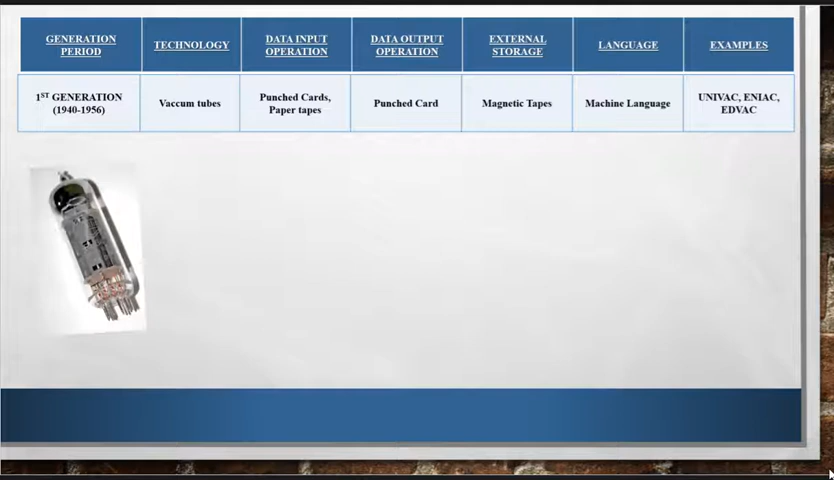 GENERATION
PERIOD
TECHNOLOGY
DATA INPUT
OPERATION
DATA OUTPUT
OPERATION
EXTERNAL
STORAGE
LANGUAGE
EXAMPLES
1ST GENERATION
(1940-1956)
Vaccum tubes
Punched Cards,
Paper tapes
Punched Card
Magnetic Tapes
Machine Language
UNIVAC, ENIAC,
EDVAC